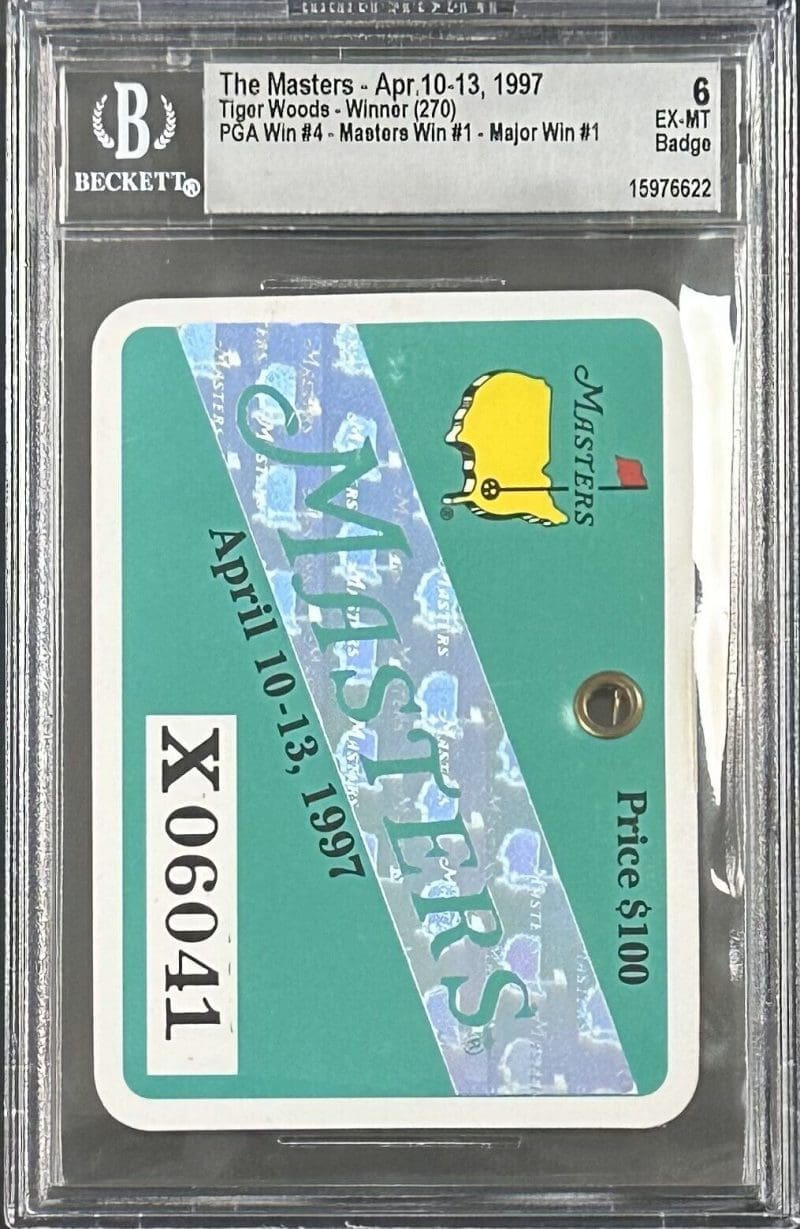 The Masters - Apr.10-13, 1997
Tiger Woods - Winner (270)
PGA Win #4 - Masters Win #1 - Major Win #1
6
EX-MT
Badge
15976622
B
BECKETT®
MASTERS
®
Price $100
MASTERS®
April 10-13, 1997
X06041